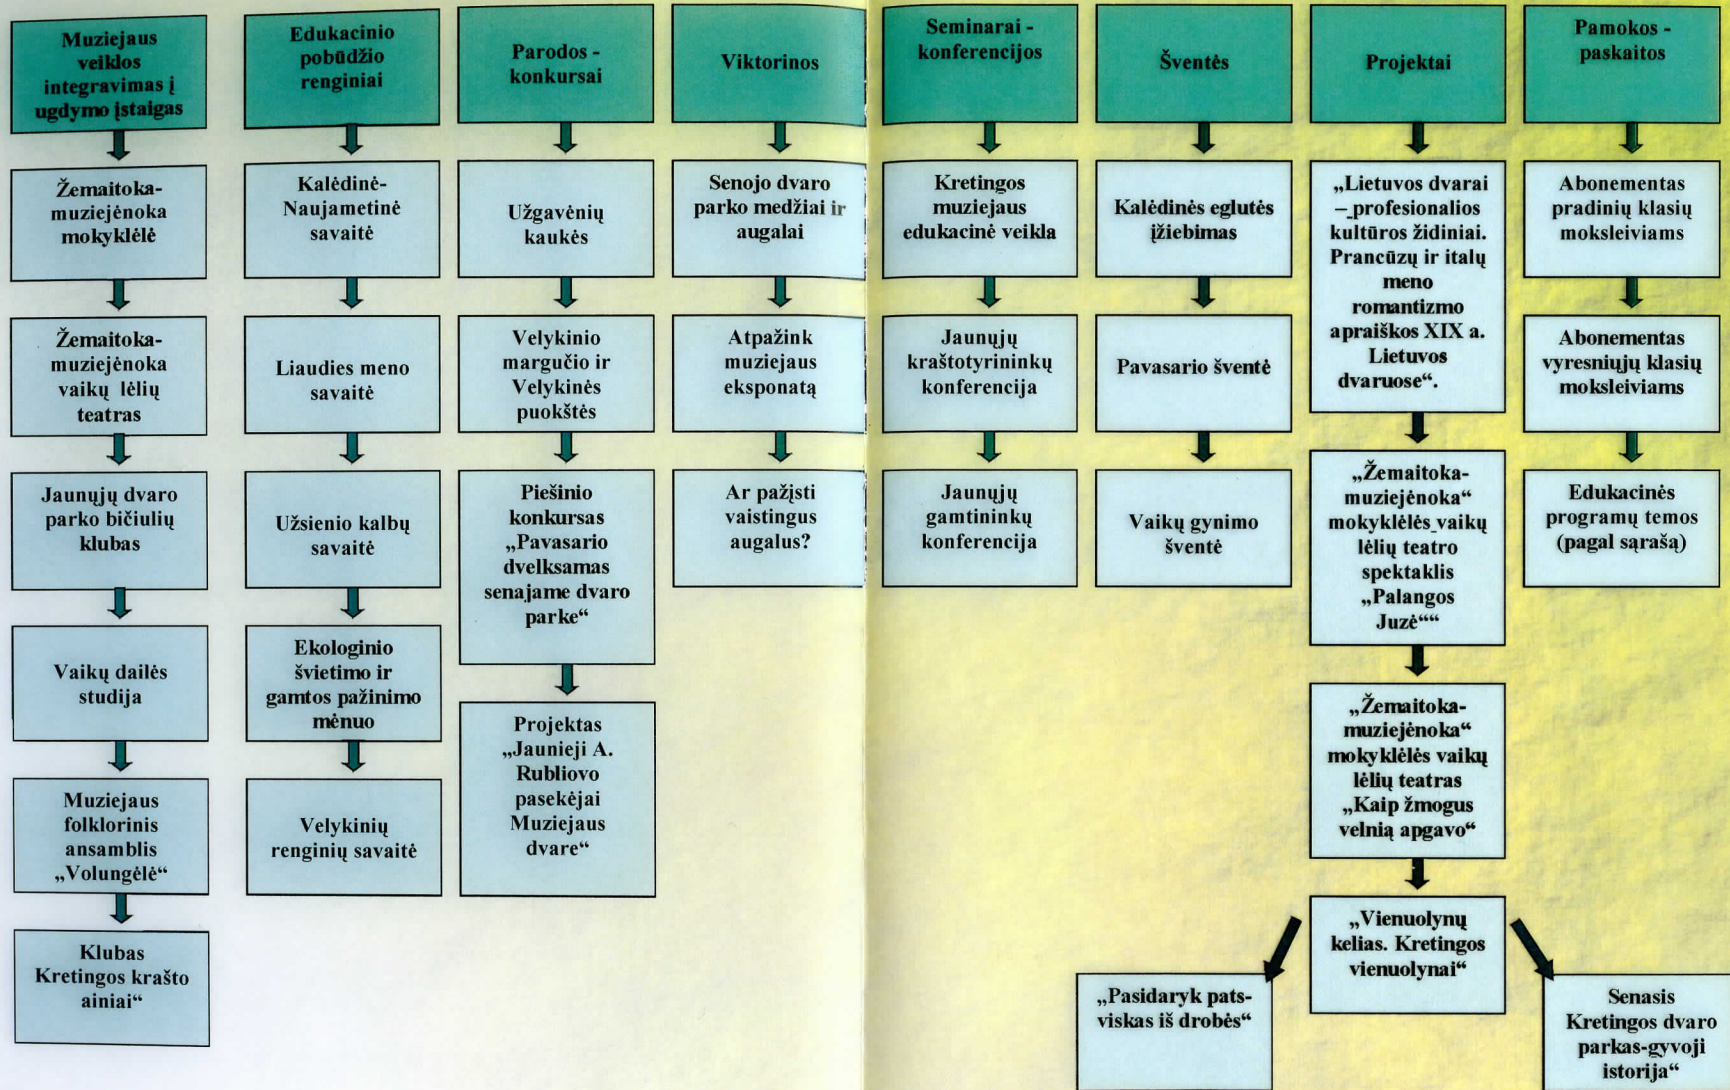 Muziejaus
veiklos
integravimas į
ugdymo įstaigas
Žemaitoka-
muziejėnoka
mokyklėlė
Žemaitoka-
muziejėnoka
vaikų lėlių
teatras
Jaunųjų dvaro
parko bičiulių
klubas
Vaikų dailės
studija
Muziejaus
folklorinis
ansamblis
„Volungėlė“
Klubas
Kretingos krašto
ainiai“
Edukacinio
pobūdžio
renginiai
Kalėdinė-
Naujametinė
savaitė
Liaudies meno
savaitė
Užsienio kalbų
savaitė
Ekologinio
švietimo ir
gamtos pažinimo
mėnuo
Velykinių
renginių savaitė
Parodos -
konkursai
Užgavėnių
kaukės
Velykinio
margučio ir
Velykinės
puokštės
Piešinio
konkursas
„Pavasario
dvelksamas
senajame dvaro
parke“
Projektas
„Jaunieji A.
Rubliovo
pasekėjai
Muziejaus
dvare“
Viktorinos
Senojo dvaro
parko medžiai ir
augalai
Atpažink
muziejaus
eksponatą
Ar pažįsti
vaistingus
augalus?
Seminarai -
konferencijos
Kretingos
muziejaus
edukacinė veikla
Jaunųjų
kraštotyrininkų
konferencija
Jaunųjų
gamtininkų
konferencija
Šventės
Kalėdinės eglutės
įžiebimas
Pavasario šventė
Vaikų gynimo
šventė
Projektai
„Lietuvos dvarai
– profesionalios
kultūros židiniai.
Prancūzų ir italų
meno
romantizmo
apraiškos XIX a.
Lietuvos
dvaruose“.
„Žemaitoka-
muziejėnoka“
mokyklėlės vaikų
lėlių teatro
spektaklis
„Palangos
Juzė““
„Žemaitoka-
muziejėnoka“
mokyklėlės vaikų
lėlių teatras
„Kaip žmogus
velnią apgavo“
„Vienuolynų
kelias. Kretingos
vienuolynai“
„Pasidaryk pats-
viskas iš drobės“
Senasis
Kretingos dvaro
parkas-gyvoji
istorija“
Pamokos -
paskaitos
Abonementas
pradinių klasių
moksleiviams
Abonementas
vyresniųjų klasių
moksleiviams
Edukacinės
programų temos
(pagal sąrašą)